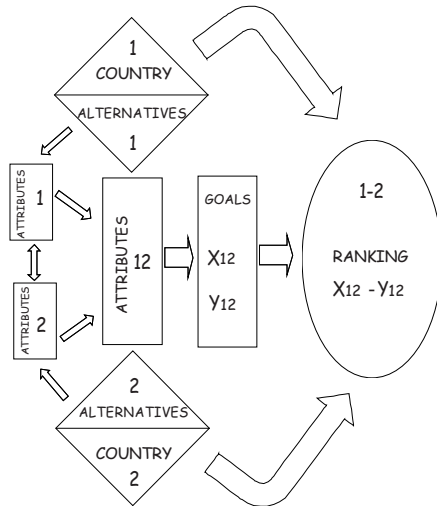 1
COUNTRY
ALTERNATIVES
1
ATTRIBUTES
1
ATTRIBUTES
2
ATTRIBUTES
12
GOALS
X12
Y12
1-2
RANKING
X12 - Y12
2
ALTERNATIVES
COUNTRY
2